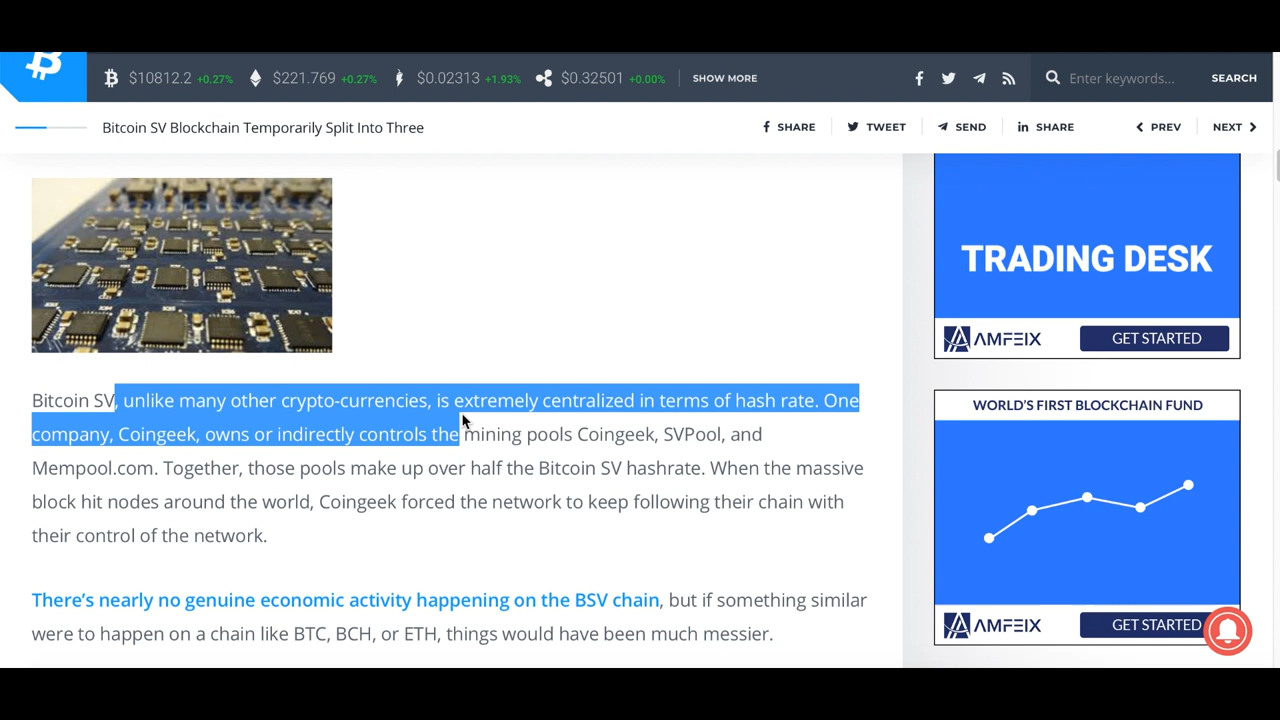 $10812.2 +0.27% $221.769 +0.27% $0.02313 +1.93% $0.32501 +0.00% SHOW MORE Enter keywords... SEARCH
Bitcoin SV Blockchain Temporarily Split Into Three SHARE TWEET SEND SHARE PREV NEXT
TRADING DESK
AMFEIX GET STARTED
Bitcoin SV, unlike many other crypto-currencies, is extremely centralized in terms of hash rate. One
company, Coingeek, owns or indirectly controls the mining pools Coingeek, SVPool, and
Mempool.com. Together, those pools make up over half the Bitcoin SV hashrate. When the massive
block hit nodes around the world, Coingeek forced the network to keep following their chain with
their control of the network.
There's nearly no genuine economic activity happening on the BSV chain, but if something similar
were to happen on a chain like BTC, BCH, or ETH, things would have been much messier.
WORLD'S FIRST BLOCKCHAIN FUND
AMFEIX GET STARTED